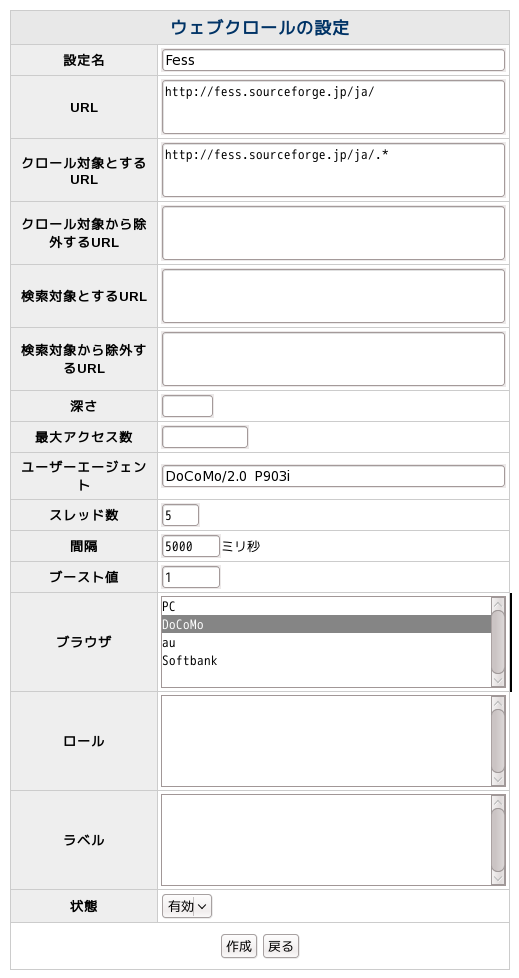 ウェブクロールの設定
設定名
Fess
URL
http://fess.sourceforge.jp/ja/
クロール対象とする
URL
http://fess.sourceforge.jp/ja/.*
クロール対象から除
外するURL
検索対象とするURL
検索対象から除外す
るURL
深さ
最大アクセス数
ユーザーエージェン
ト
DoCoMo/2.0 P903i
スレッド数
5
間隔
5000 ミリ秒
ブースト値
1
ブラウザ
PC
DoCoMo
au
Softbank
ロール
ラベル
状態
有効
作成 戻る